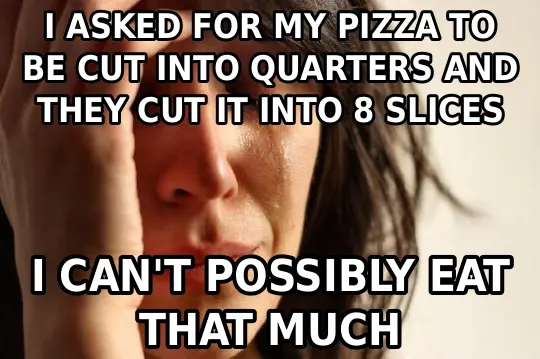 I ASKED FOR MY PIZZA TO
BE CUT INTO QUARTERS AND
THEY CUT IT INTO 8 SLICES
I CAN'T POSSIBLY EAT
THAT MUCH